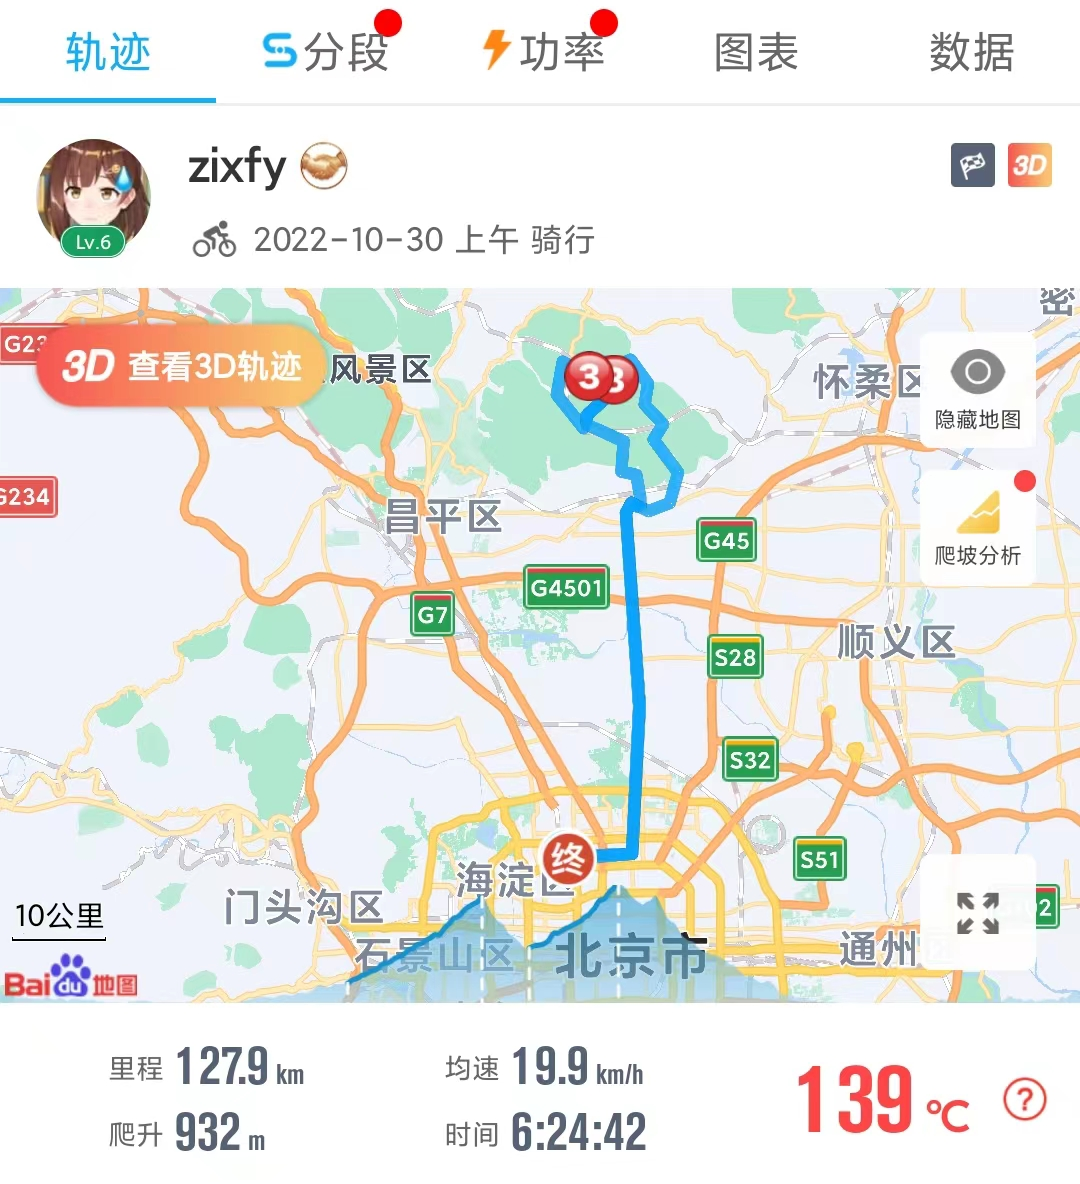 轨迹
分段
功率
图表
数据
zixfy
Lv.6
3D
2022-10-30 上午 骑行
密
G23
3D 查看3D轨迹
风景区
3
3
怀柔区
隐藏地图
G234
昌平区
G45
爬坡分析
G4501
G7
S28
顺义区
S32
终
S51
海淀区
门头沟区
10公里
石景山区
北京市
通州区
02
Bai du 地图
里程 127.9 km
均速 19.9 km/h
139 ℃ ?
爬升 932 m
时间 6:24:42